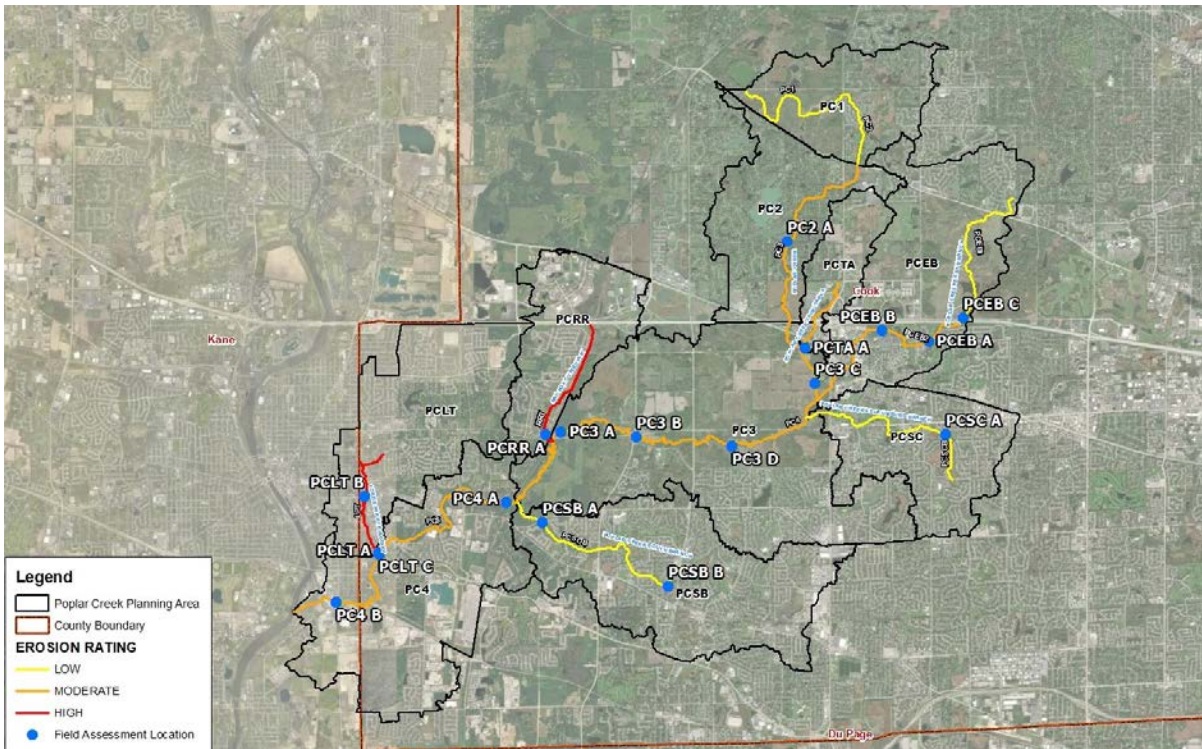 PC1
PC1
PC2
PC2 A
PCTA
PCEB
Cook
PCEB C
PCRR
PCEB B
PCEB A
Kane
PCTA A
PC3 C
PCLT
PC3 A
PC3 B
PC3
PCSC
PCSC A
PCRR A
PC3 D
PCLT B
PC4 A
PCSB A
PCLT A
PCLT C
PCSB B
PC4
PCSB
PC4 B
Du Page
Legend
Poplar Creek Planning Area
County Boundary
EROSION RATING
LOW
MODERATE
HIGH
Field Assessment Location